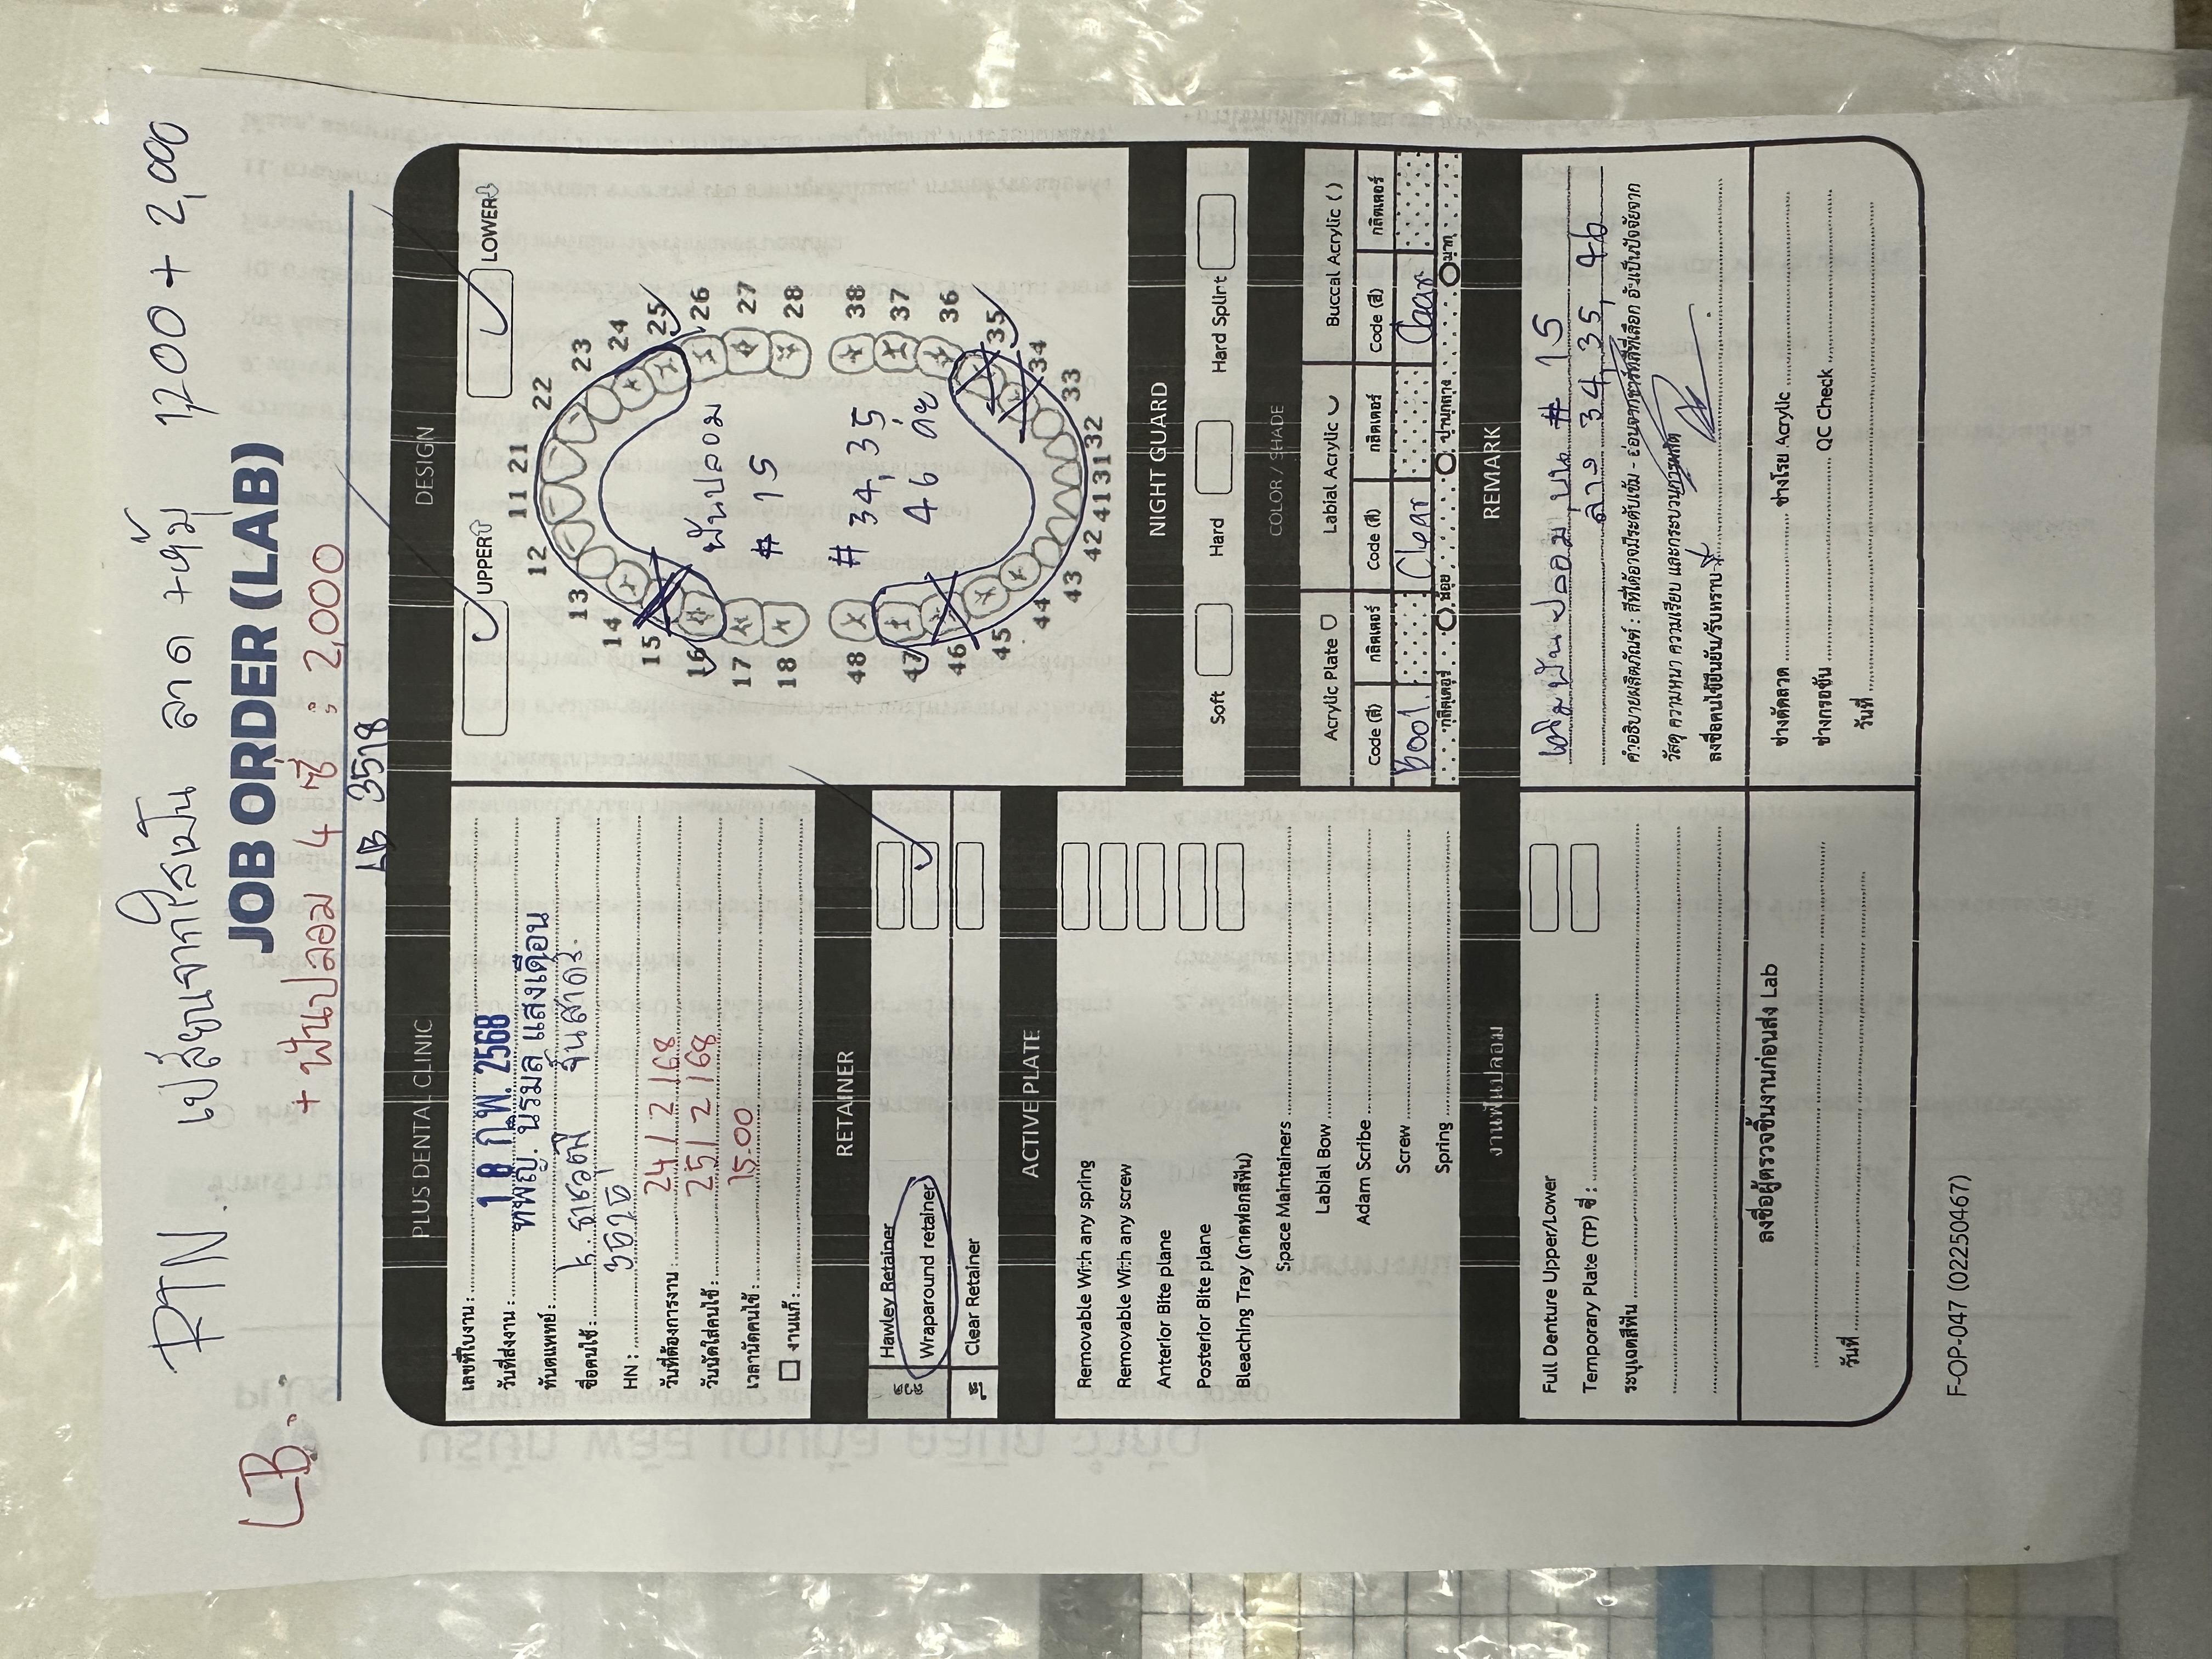 RTN. เปลี่ยนจากใสเป็น ลวด +หุ้ม 1,200 + 2,000
LB.
JOB ORDER (LAB)
+ ฟันปลอม 4 ซี่ : 2,000
LB 3518
PLUS DENTAL CLINIC
เลขที่ใบงาน :
วันที่ส่งงาน : 18 ก.พ. 2568
ทันตแพทย์ : ทพญ. นิรมล แสงเดือน
ชื่อคนไข้ :
HN : 3525
วันที่ต้องการงาน : 24 / 2 / 68
วันนัดใส่คนไข้ : 25 / 2 / 68
เวลานัดคนไข้ : 15.00
งานแก้ :
DESIGN
UPPER
LOWER
11 21
12 22
13 23
14 24
15 25
16 26
17 27
18 28
ฟันปลอม
# 15
48 38
47 37
46 36
45 35
44 34
43 33
42 41 31 32
# 34, 35
46 ด้วย
RETAINER
ลวด
Hawley Retainer
Wraparound retainer
ใส
Clear Retainer
ACTIVE PLATE
Removable With any spring
Removable With any screw
Anterior Bite plane
Posterior Bite plane
Bleaching Tray (ถาดฟอกสีฟัน)
Space Maintainers
Labial Bow
Adam Scribe
Screw
Spring
NIGHT GUARD
Soft Hard Hard Splint
COLOR / SHADE
Acrylic Plate Labial Acrylic Buccal Acrylic ( )
Code (สี) กลิตเตอร์ Code (สี) กลิตเตอร์ Code (สี) กลิตเตอร์
B001. Clear Clear
กลิตเตอร์ น้อย ปานกลาง มาก
งานฟันปลอม
Full Denture Upper/Lower
Temporary Plate (TP) ซี่ :
ระบุเฉดสีฟัน
REMARK
เสริมฟันปลอม บน # 15
ล่าง 34, 35, 46
คำอธิบายผลิตภัณฑ์ : สีที่ได้อาจมีระดับเข้ม - อ่อนจากชาร์ทสีที่เลือก อันเป็นปัจจัยจาก
วัสดุ ความหนา ความเรียบ และกระบวนการผลิต
ลงชื่อคนไข้ยืนยัน/รับทราบ
ลงชื่อผู้ตรวจชิ้นงานก่อนส่ง Lab
วันที่
ช่างดัดลวด ช่างโรย Acrylic
ช่างกรอขัน QC Check
วันที่
F-OP-047 (02250467)